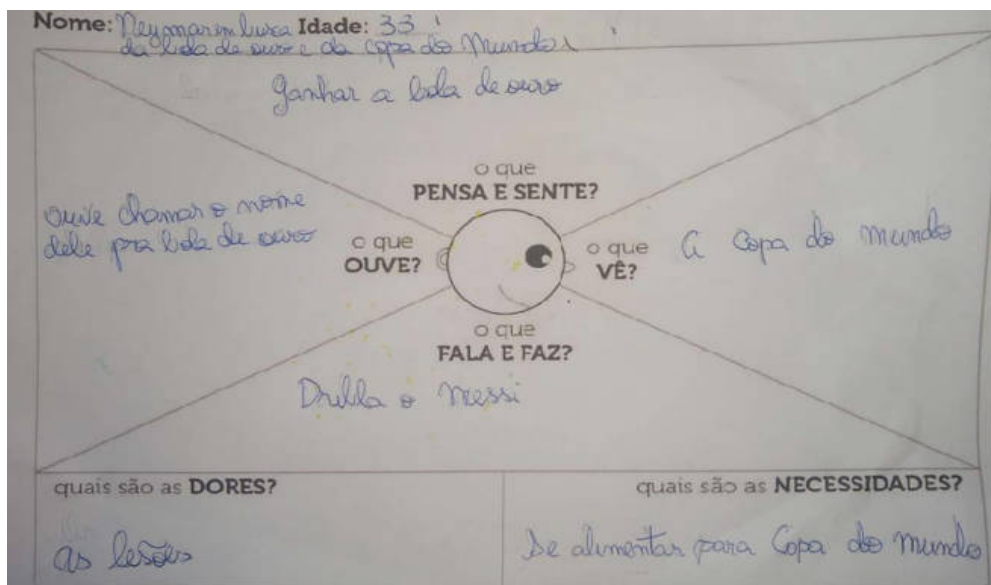 Nome: Neymar em busca Idade: 33
da bola de ouro e da Copa do Mundo
Ganhar a bola de ouro
o que
PENSA E SENTE?
Ouve chamar o nome
dele pra bola de ouro
o que
OUVE?
o que
VÊ?
A Copa do mundo
o que
FALA E FAZ?
Dribla o Messi
quais são as DORES?
as lesões
quais são as NECESSIDADES?
Se alimentar para Copa do mundo